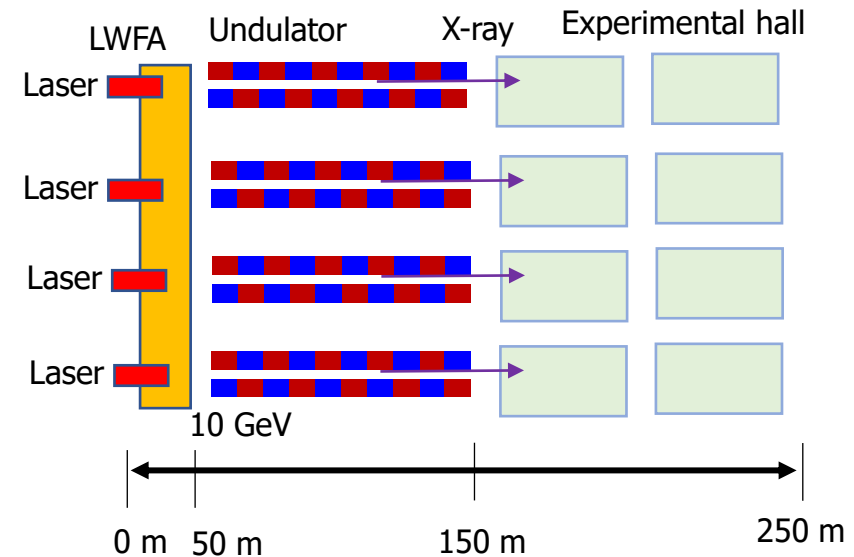 LWFA
Undulator
X-ray
Experimental hall
Laser
Laser
Laser
Laser
10 GeV
0 m
50 m
150 m
250 m